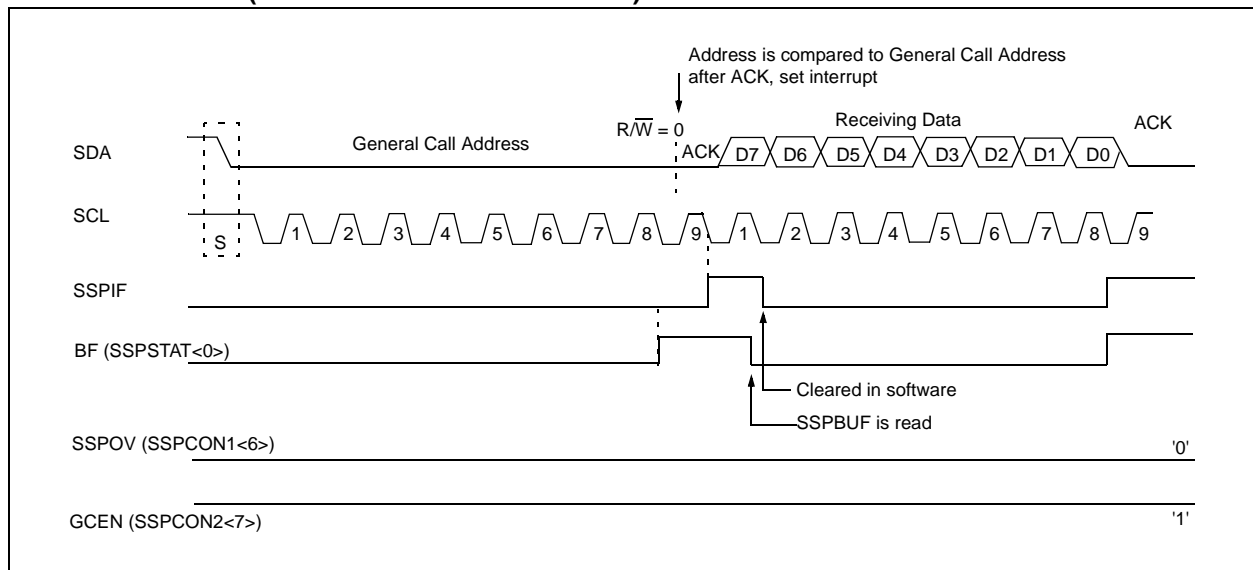 Address is compared to General Call Address
after ACK, set interrupt
R/W̅ = 0
Receiving Data
ACK
SDA
General Call Address
ACK
D7 D6 D5 D4 D3 D2 D1 D0
SCL
S
1 2 3 4 5 6 7 8 9 1 2 3 4 5 6 7 8 9
SSPIF
BF (SSPSTAT<0>)
Cleared in software
SSPBUF is read
SSPOV (SSPCON1<6>)
'0'
GCEN (SSPCON2<7>)
'1'